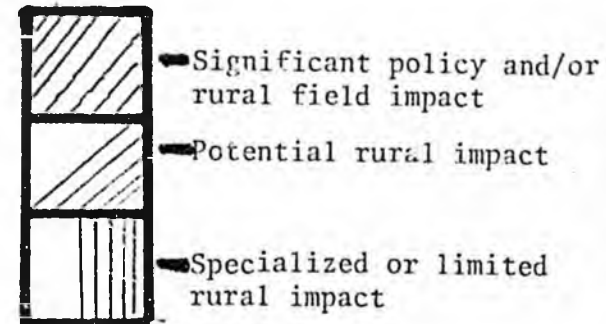 Significant policy and/or
rural field impact
Potential rural impact
Specialized or limited
rural impact